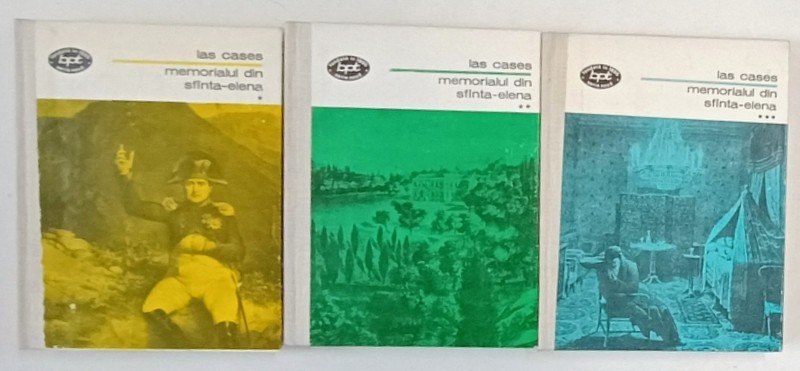 bpt
las cases
memorialul din
sfînta-elena
*
bpt
las cases
memorialul din
sfînta-elena
**
bpt
las cases
memorialul din
sfînta-elena
***